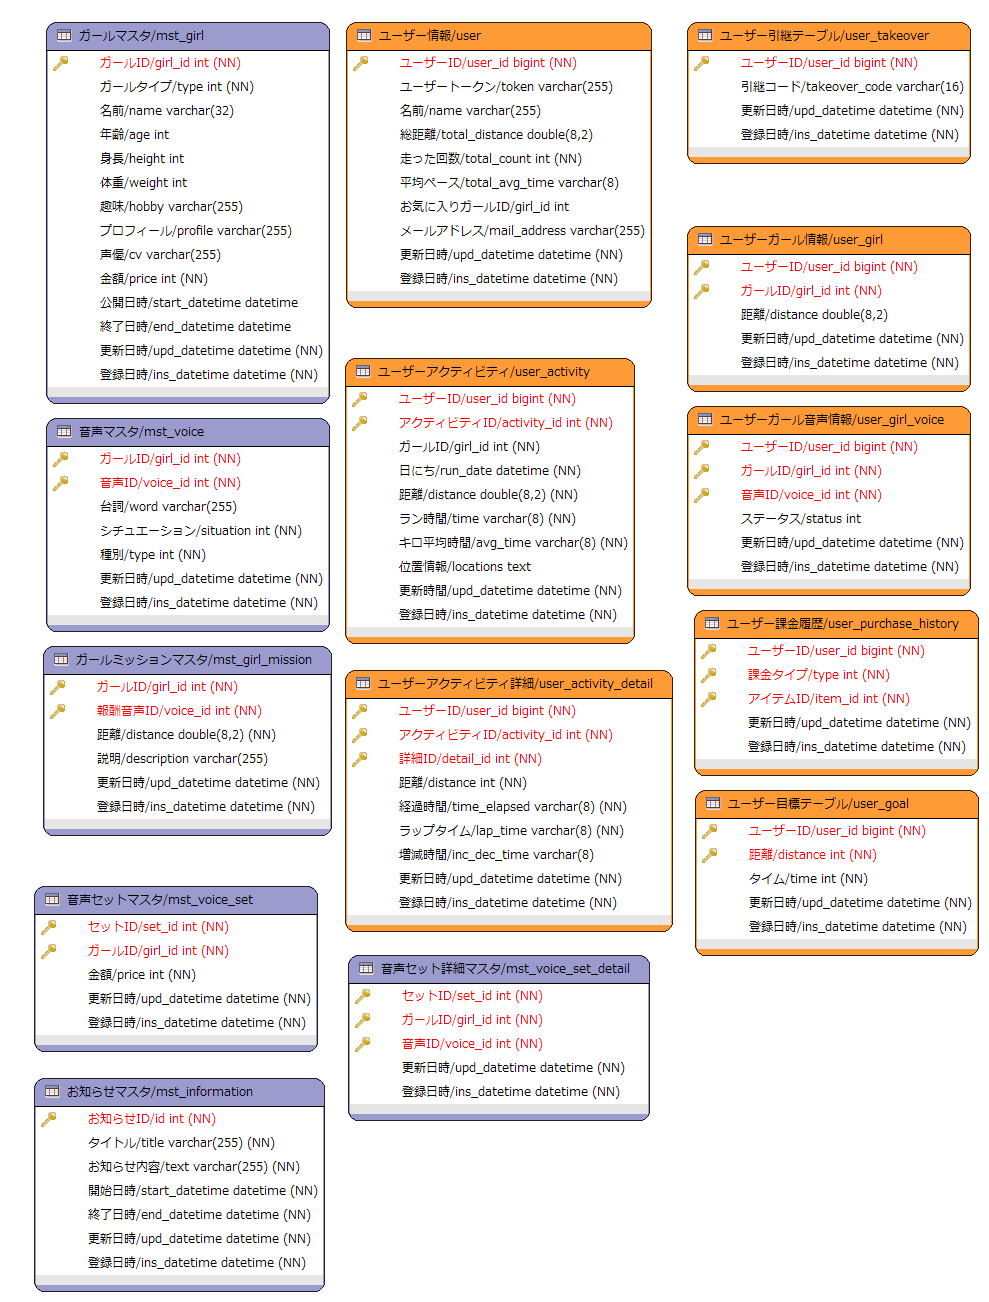 ガールマスタ/mst_girl
ガールID/girl_id int (NN)
ガールタイプ/type int (NN)
名前/name varchar(32)
年齢/age int
身長/height int
体重/weight int
趣味/hobby varchar(255)
プロフィール/profile varchar(255)
声優/cv varchar(255)
金額/price int (NN)
公開日時/start_datetime datetime
終了日時/end_datetime datetime
更新日時/upd_datetime datetime (NN)
登録日時/ins_datetime datetime (NN)
音声マスタ/mst_voice
ガールID/girl_id int (NN)
音声ID/voice_id int (NN)
台詞/word varchar(255)
シチュエーション/situation int (NN)
種別/type int (NN)
更新日時/upd_datetime datetime (NN)
登録日時/ins_datetime datetime (NN)
ガールミッションマスタ/mst_girl_mission
ガールID/girl_id int (NN)
報酬音声ID/voice_id int (NN)
距離/distance double(8,2) (NN)
説明/description varchar(255)
更新日時/upd_datetime datetime (NN)
登録日時/ins_datetime datetime (NN)
音声セットマスタ/mst_voice_set
セットID/set_id int (NN)
ガールID/girl_id int (NN)
金額/price int (NN)
更新日時/upd_datetime datetime (NN)
登録日時/ins_datetime datetime (NN)
お知らせマスタ/mst_information
お知らせID/id int (NN)
タイトル/title varchar(255) (NN)
お知らせ内容/text varchar(255) (NN)
開始日時/start_datetime datetime (NN)
終了日時/end_datetime datetime (NN)
更新日時/upd_datetime datetime (NN)
登録日時/ins_datetime datetime (NN)
ユーザー情報/user
ユーザーID/user_id bigint (NN)
ユーザートークン/token varchar(255)
名前/name varchar(255)
総距離/total_distance double(8,2)
走った回数/total_count int (NN)
平均ペース/total_avg_time varchar(8)
お気に入りガールID/girl_id int
メールアドレス/mail_address varchar(255)
更新日時/upd_datetime datetime (NN)
登録日時/ins_datetime datetime (NN)
ユーザーアクティビティ/user_activity
ユーザーID/user_id bigint (NN)
アクティビティID/activity_id int (NN)
ガールID/girl_id int (NN)
日にち/run_date datetime (NN)
距離/distance double(8,2) (NN)
ラン時間/time varchar(8) (NN)
キロ平均時間/avg_time varchar(8) (NN)
位置情報/locations text
更新時間/upd_datetime datetime (NN)
登録日時/ins_datetime datetime (NN)
ユーザーアクティビティ詳細/user_activity_detail
ユーザーID/user_id bigint (NN)
アクティビティID/activity_id int (NN)
詳細ID/detail_id int (NN)
距離/distance int (NN)
経過時間/time_elapsed varchar(8) (NN)
ラップタイム/lap_time varchar(8) (NN)
増減時間/inc_dec_time varchar(8)
更新日時/upd_datetime datetime (NN)
登録日時/ins_datetime datetime (NN)
音声セット詳細マスタ/mst_voice_set_detail
セットID/set_id int (NN)
ガールID/girl_id int (NN)
音声ID/voice_id int (NN)
更新日時/upd_datetime datetime (NN)
登録日時/ins_datetime datetime (NN)
ユーザー引継テーブル/user_takeover
ユーザーID/user_id bigint (NN)
引継コード/takeover_code varchar(16)
更新日時/upd_datetime datetime (NN)
登録日時/ins_datetime datetime (NN)
ユーザーガール情報/user_girl
ユーザーID/user_id bigint (NN)
ガールID/girl_id int (NN)
距離/distance double(8,2)
更新日時/upd_datetime datetime (NN)
登録日時/ins_datetime datetime (NN)
ユーザーガール音声情報/user_girl_voice
ユーザーID/user_id bigint (NN)
ガールID/girl_id int (NN)
音声ID/voice_id int (NN)
ステータス/status int
更新日時/upd_datetime datetime (NN)
登録日時/ins_datetime datetime (NN)
ユーザー課金履歴/user_purchase_history
ユーザーID/user_id bigint (NN)
課金タイプ/type int (NN)
アイテムID/item_id int (NN)
更新日時/upd_datetime datetime (NN)
登録日時/ins_datetime datetime (NN)
ユーザー目標テーブル/user_goal
ユーザーID/user_id bigint (NN)
距離/distance int (NN)
タイム/time int (NN)
更新日時/upd_datetime datetime (NN)
登録日時/ins_datetime datetime (NN)